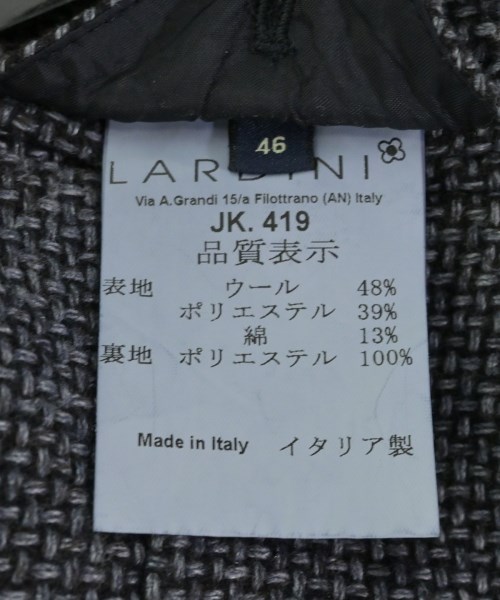 46
LARDINI
Via A.Grandi 15/a Filottrano (AN) Italy
JK. 419
品質表示
表地 ウール 48%
ポリエステル 39%
綿 13%
裏地 ポリエステル 100%
Made in Italy イタリア製